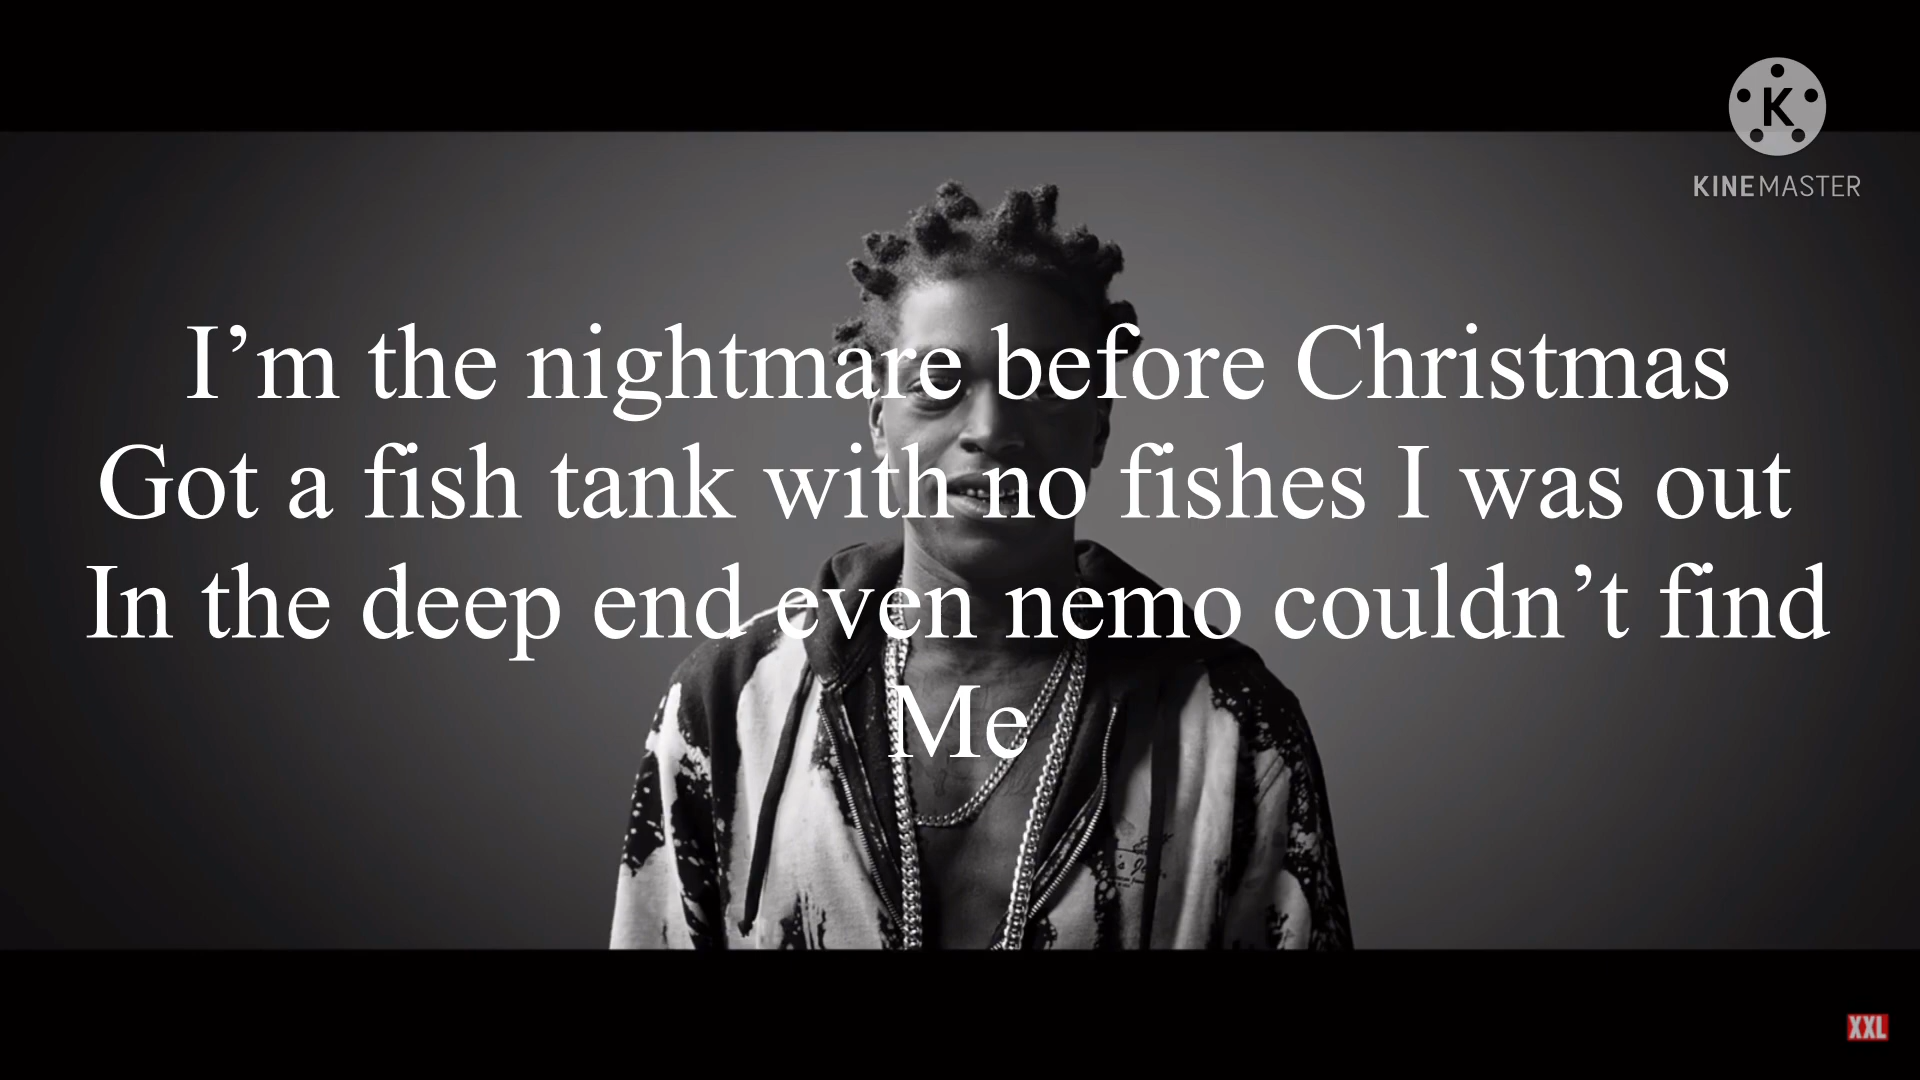 K
KINEMASTER
I’m the nightmare before Christmas
Got a fish tank with no fishes I was out
In the deep end even nemo couldn’t find
Me
XXL